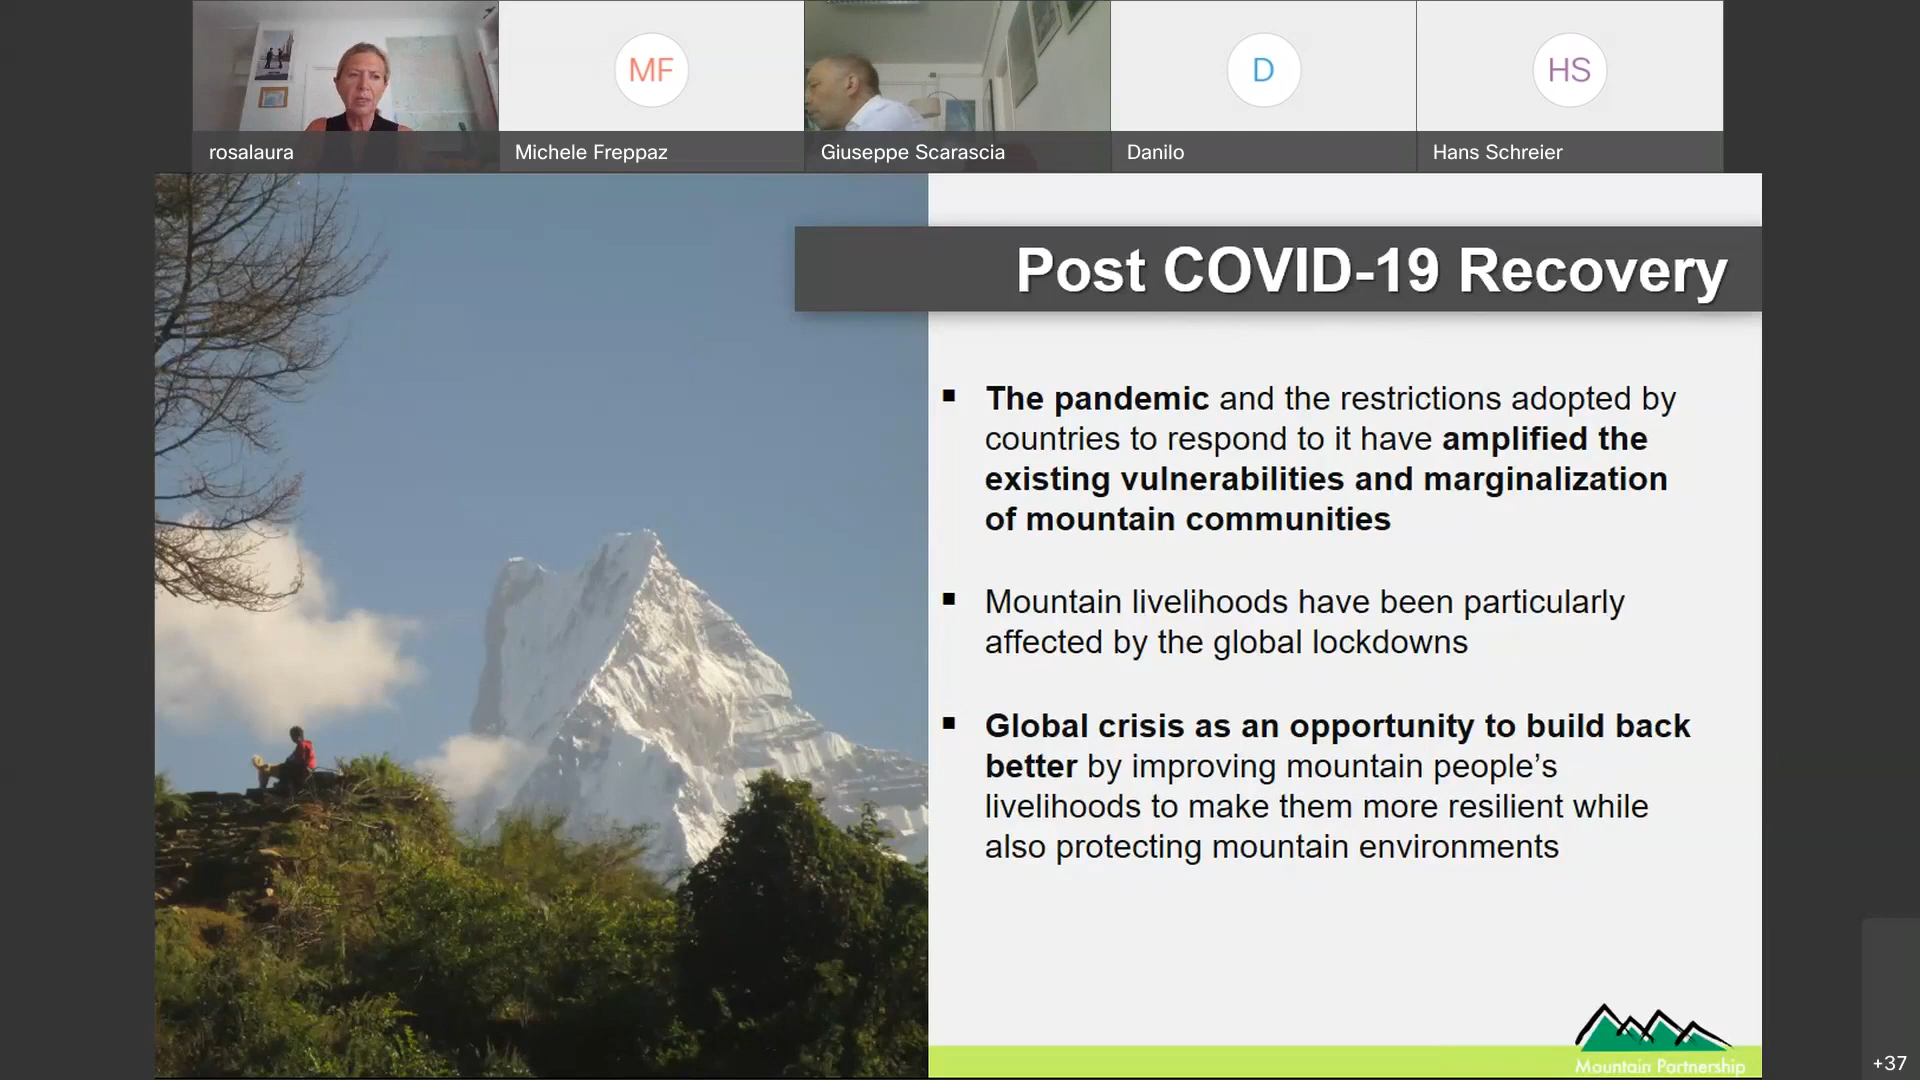 MF
D
HS
rosalaura
Michele Freppaz
Giuseppe Scarascia
Danilo
Hans Schreier
Post COVID-19 Recovery
▪ The pandemic and the restrictions adopted by
countries to respond to it have amplified the
existing vulnerabilities and marginalization
of mountain communities
▪ Mountain livelihoods have been particularly
affected by the global lockdowns
▪ Global crisis as an opportunity to build back
better by improving mountain people’s
livelihoods to make them more resilient while
also protecting mountain environments
Mountain Partnership
+37